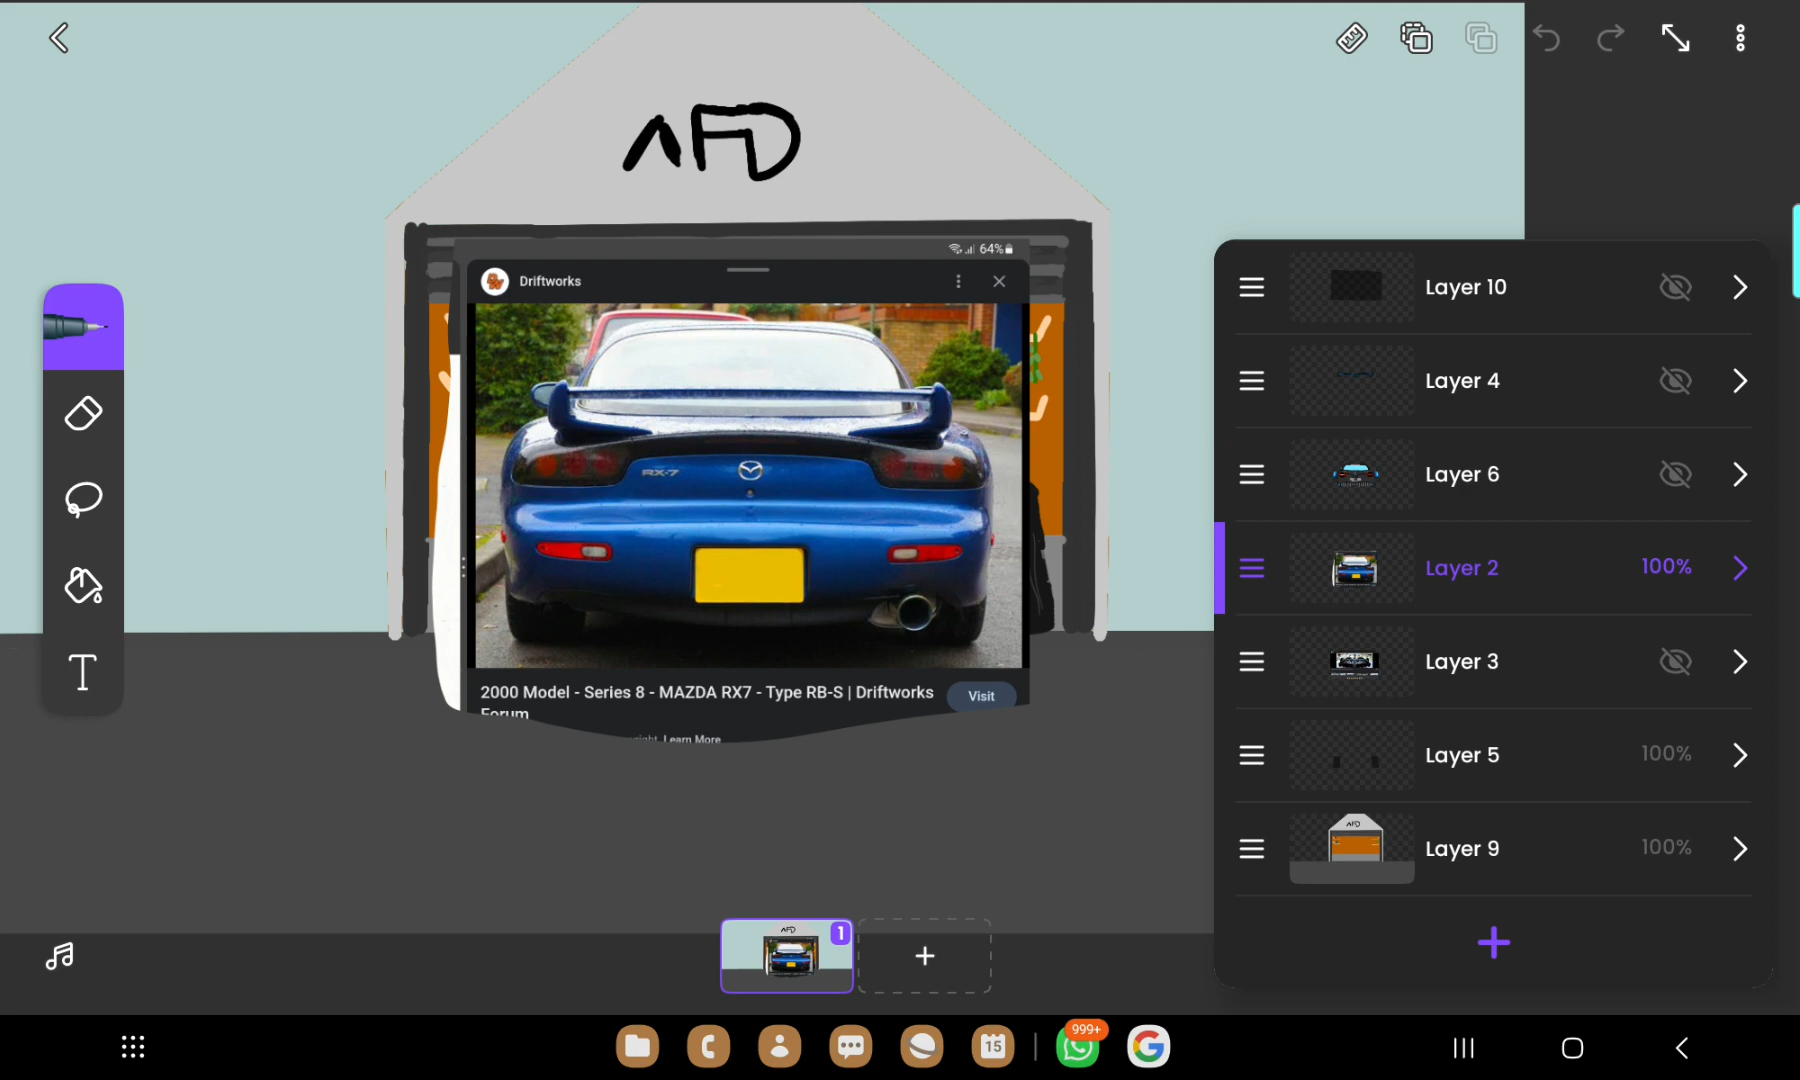 AFD
64%
Driftworks
RX-7
2000 Model - Series 8 - MAZDA RX7 - Type RB-S | Driftworks
Forum
Visit
Learn More
Layer 10
Layer 4
Layer 6
Layer 2
100%
Layer 3
Layer 5
100%
AFD
Layer 9
100%
AFD
1
T
15
999+